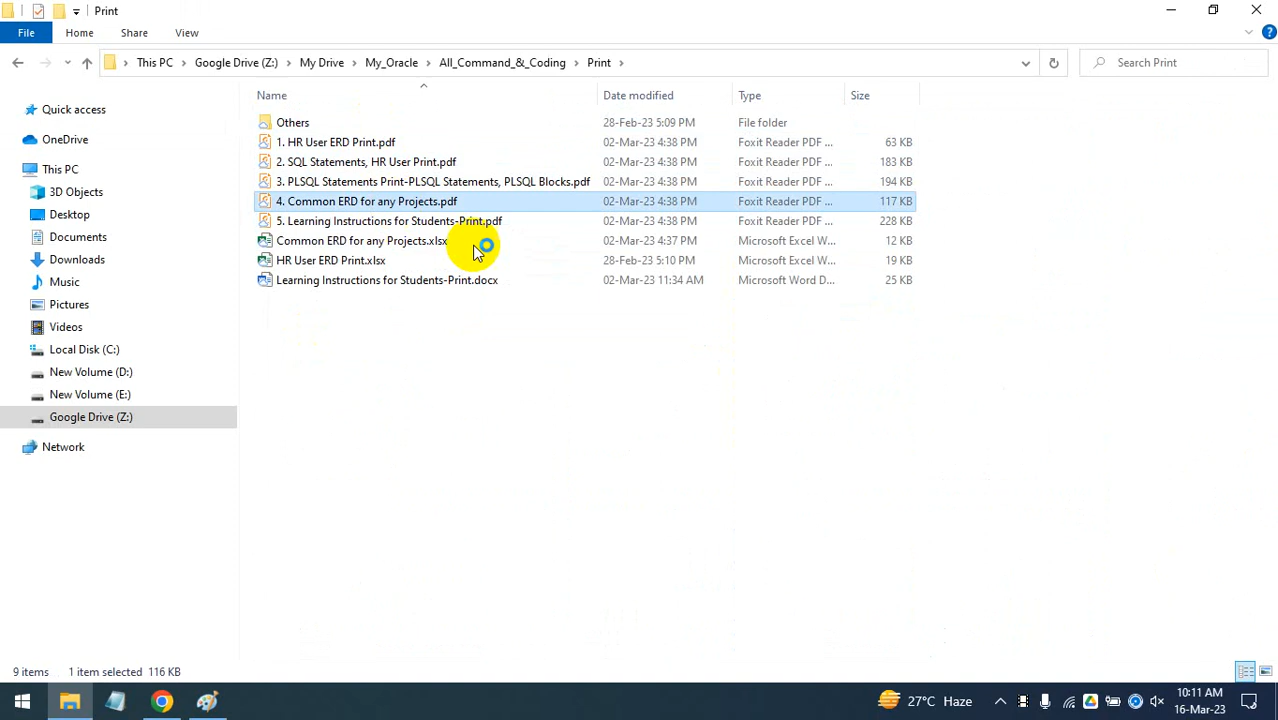 Print
File Home Share View
This PC Google Drive (Z:) My Drive My_Oracle All_Command_&_Coding Print Search Print
Name Date modified Type Size
Quick access
OneDrive
This PC
3D Objects
Desktop
Documents
Downloads
Music
Pictures
Videos
Local Disk (C:)
New Volume (D:)
New Volume (E:)
Google Drive (Z:)
Network
Others 28-Feb-23 5:09 PM File folder
1. HR User ERD Print.pdf 02-Mar-23 4:38 PM Foxit Reader PDF ... 63 KB
2. SQL Statements, HR User Print.pdf 02-Mar-23 4:38 PM Foxit Reader PDF ... 183 KB
3. PLSQL Statements Print-PLSQL Statements, PLSQL Blocks.pdf 02-Mar-23 4:38 PM Foxit Reader PDF ... 194 KB
4. Common ERD for any Projects.pdf 02-Mar-23 4:38 PM Foxit Reader PDF ... 117 KB
5. Learning Instructions for Students-Print.pdf 02-Mar-23 4:38 PM Foxit Reader PDF ... 228 KB
Common ERD for any Projects.xlsx 02-Mar-23 4:37 PM Microsoft Excel W... 12 KB
HR User ERD Print.xlsx 28-Feb-23 5:10 PM Microsoft Excel W... 19 KB
Learning Instructions for Students-Print.docx 02-Mar-23 11:34 AM Microsoft Word D... 25 KB
9 items 1 item selected 116 KB
27°C Haze 10:11 AM
16-Mar-23